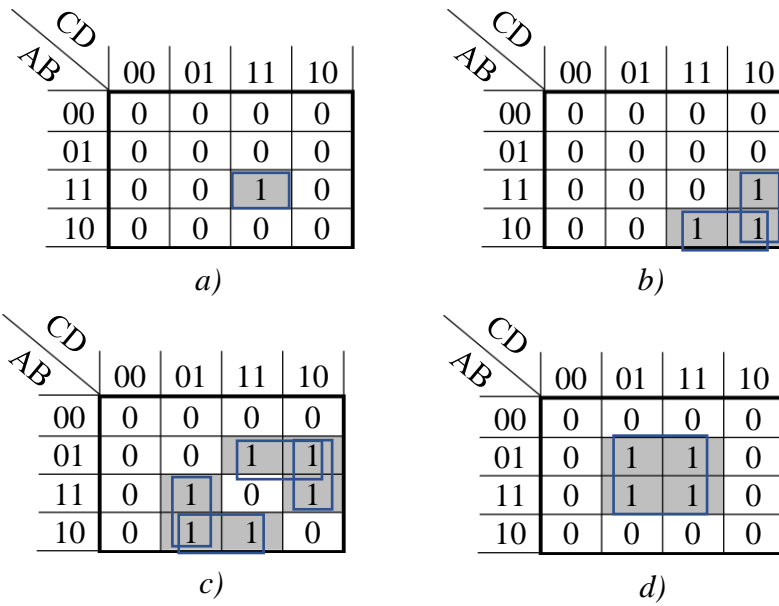 CD
AB
00 01 11 10
00 0 0 0 0
01 0 0 0 0
11 0 0 1 0
10 0 0 0 0
a)
CD
AB
00 01 11 10
00 0 0 0 0
01 0 0 0 0
11 0 0 0 1
10 0 0 1 1
b)
CD
AB
00 01 11 10
00 0 0 0 0
01 0 0 1 1
11 0 1 0 1
10 0 1 1 0
c)
CD
AB
00 01 11 10
00 0 0 0 0
01 0 1 1 0
11 0 1 1 0
10 0 0 0 0
d)